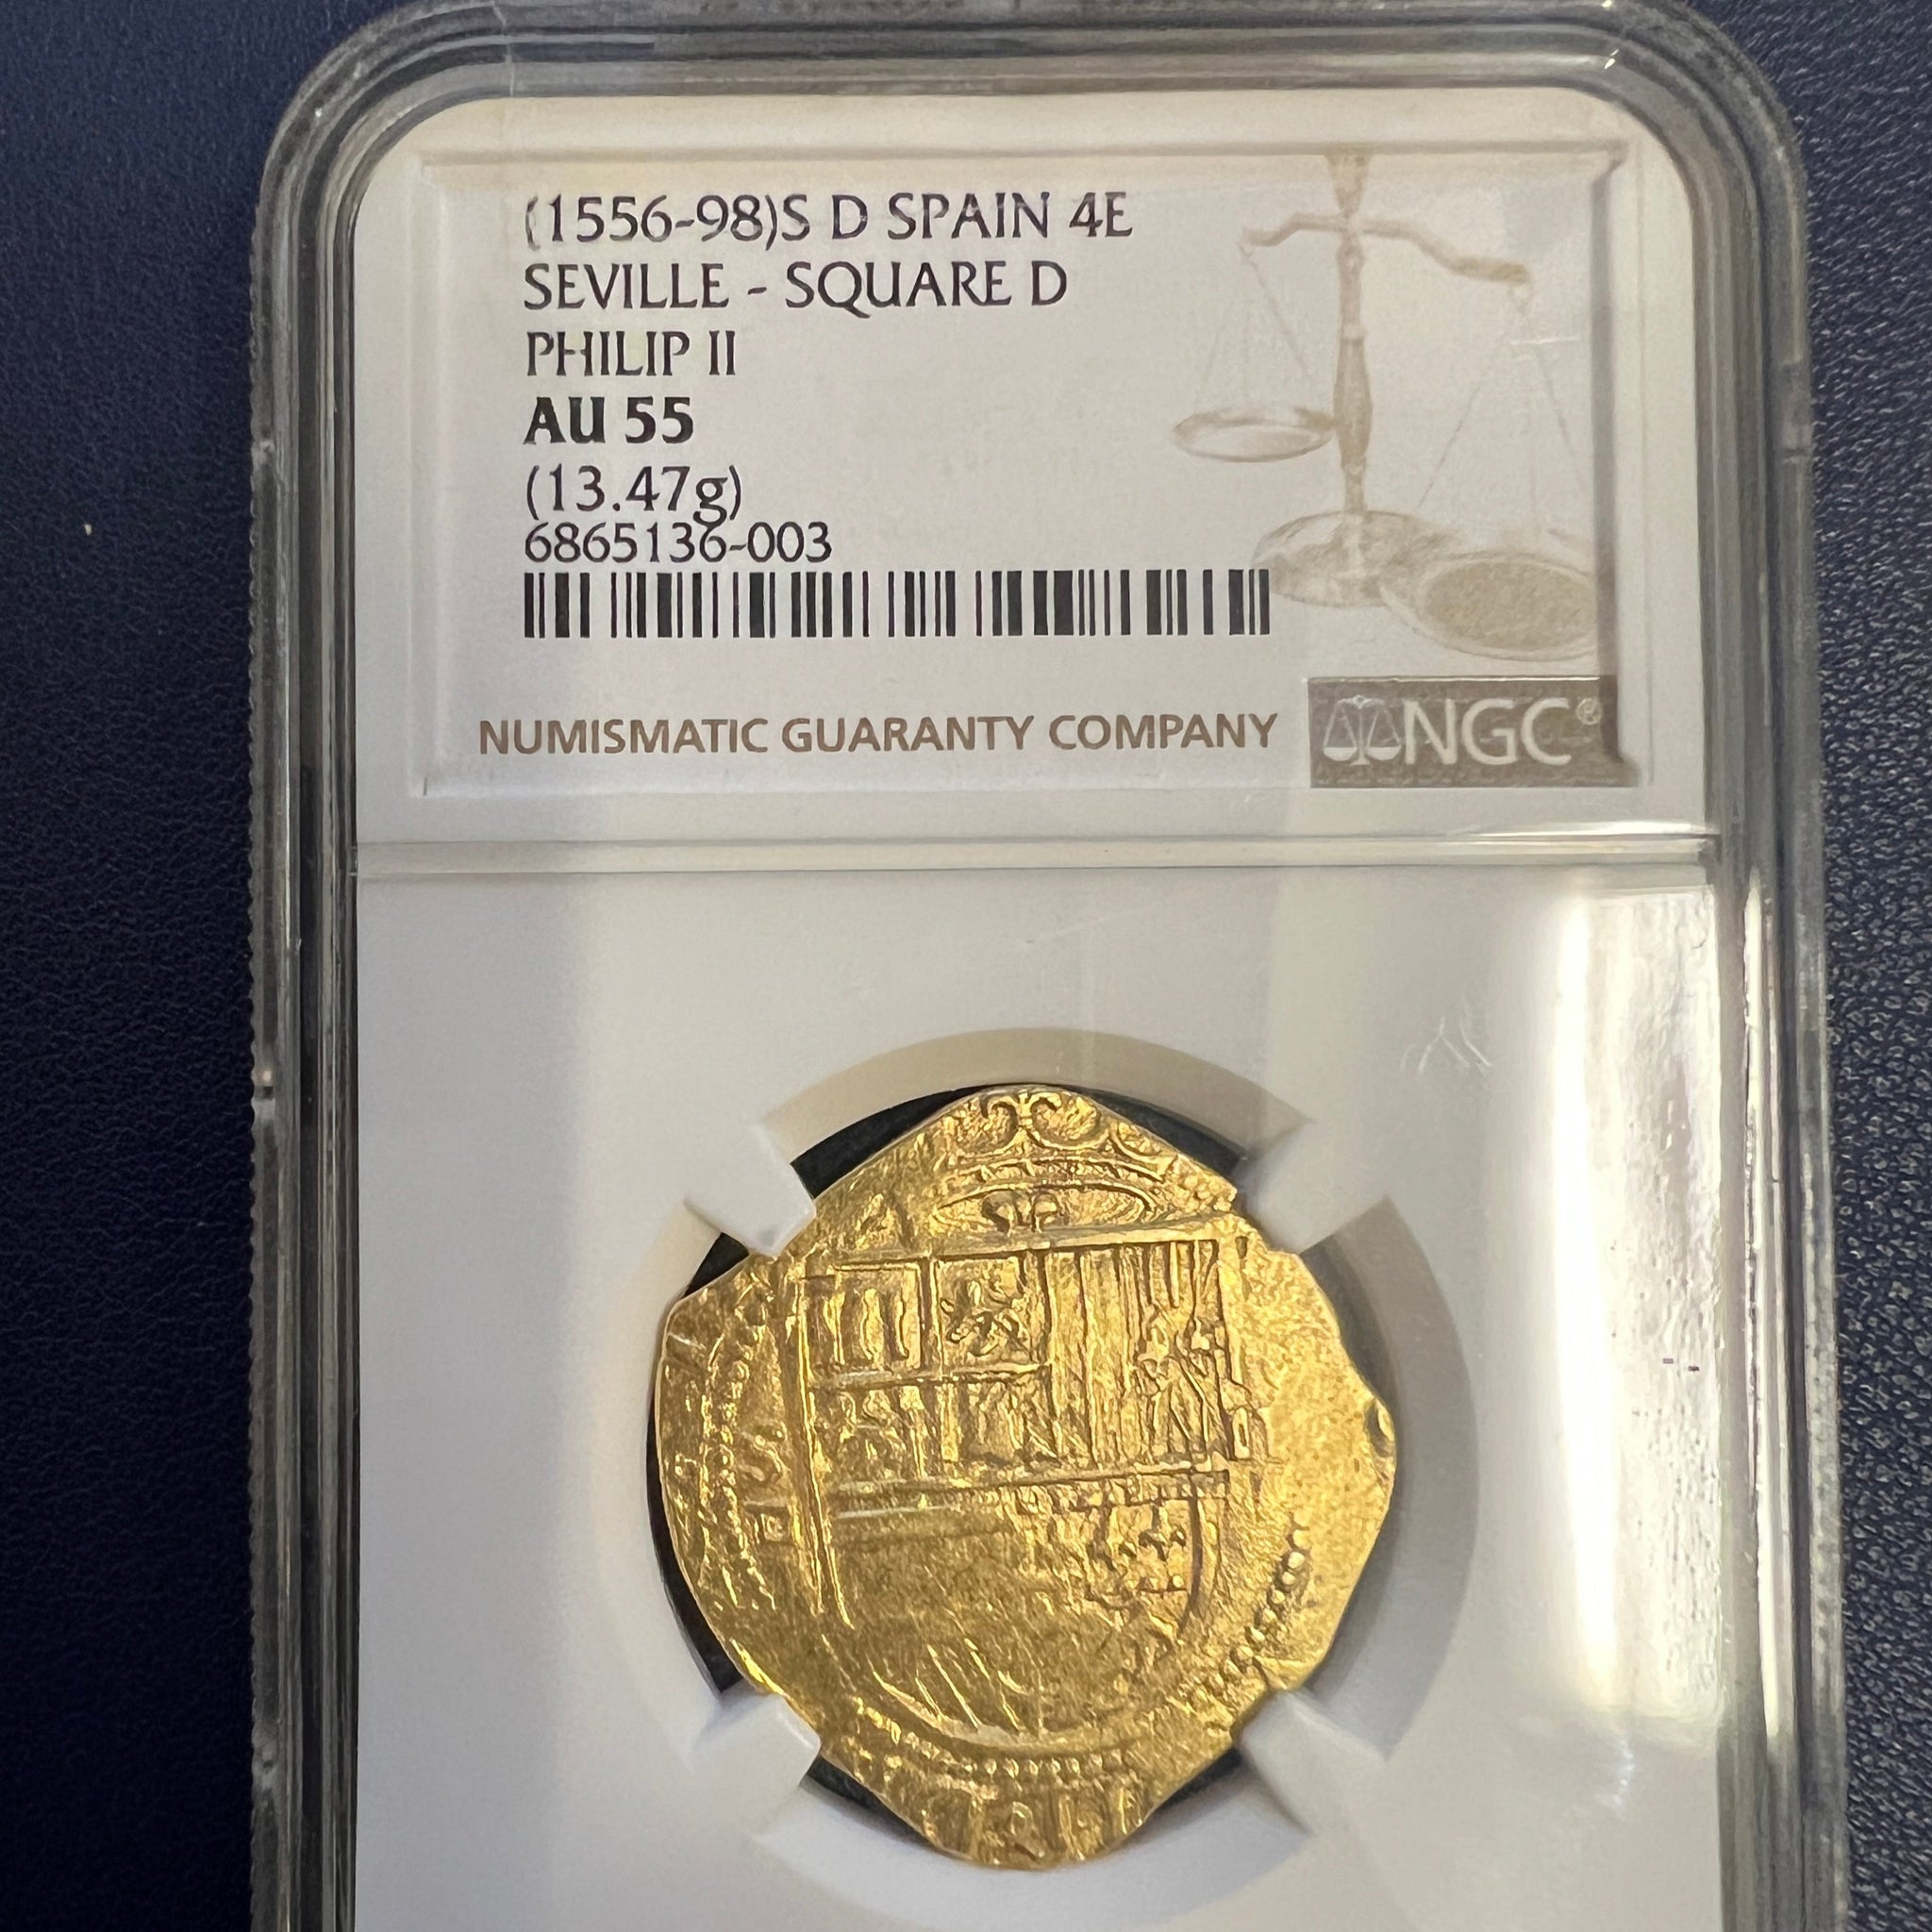 (1556-98)S D SPAIN 4E
SEVILLE - SQUARE D
PHILIP II
AU 55
(13.47g)
6865136-003
NUMISMATIC GUARANTY COMPANY
NGC®